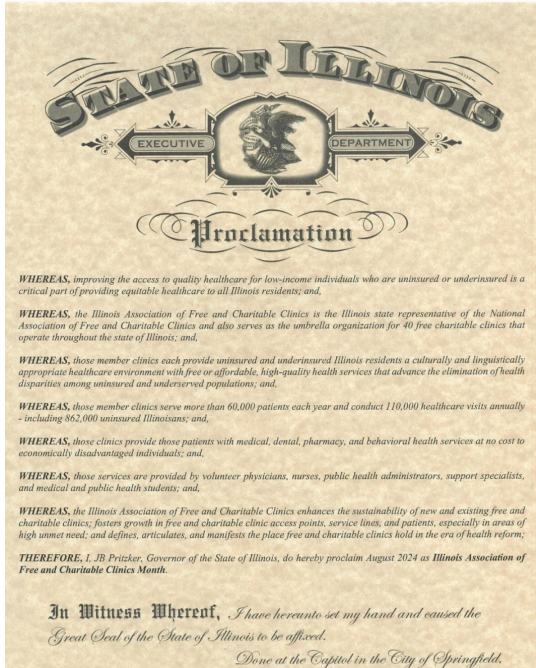 STATE OF ILLINOIS
EXECUTIVE DEPARTMENT
Proclamation
WHEREAS, improving the access to quality healthcare for low-income individuals who are uninsured or underinsured is a
critical part of providing equitable healthcare to all Illinois residents; and,
WHEREAS, the Illinois Association of Free and Charitable Clinics is the Illinois state representative of the National
Association of Free and Charitable Clinics and also serves as the umbrella organization for 40 free charitable clinics that
operate throughout the state of Illinois; and,
WHEREAS, those member clinics each provide uninsured and underinsured Illinois residents a culturally and linguistically
appropriate healthcare environment with free or affordable, high-quality health services that advance the elimination of health
disparities among uninsured and underserved populations; and,
WHEREAS, those member clinics serve more than 60,000 patients each year and conduct 110,000 healthcare visits annually
- including 862,000 uninsured Illinoisans; and,
WHEREAS, those clinics provide those patients with medical, dental, pharmacy, and behavioral health services at no cost to
economically disadvantaged individuals; and,
WHEREAS, those services are provided by volunteer physicians, nurses, public health administrators, support specialists,
and medical and public health students; and,
WHEREAS, the Illinois Association of Free and Charitable Clinics enhances the sustainability of new and existing free and
charitable clinics; fosters growth in free and charitable clinic access points, service lines, and patients, especially in areas of
high unmet need; and defines, articulates, and manifests the place free and charitable clinics hold in the era of health reform;
THEREFORE, I, JB Pritzker, Governor of the State of Illinois, do hereby proclaim August 2024 as Illinois Association of
Free and Charitable Clinics Month.
In Witness Whereof, I have hereunto set my hand and caused the
Great Seal of the State of Illinois to be affixed.
Done at the Capitol in the City of Springfield,